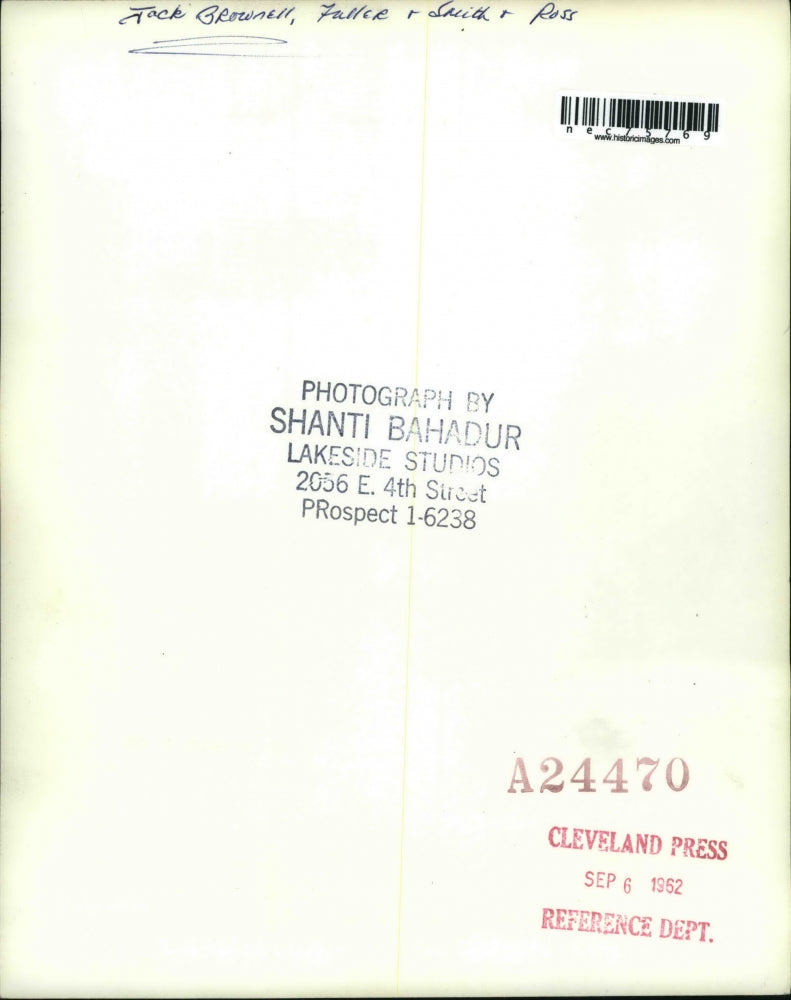 Jack Brownell, Fuller + Smith + Ross
nec75769
www.historicimages.com
PHOTOGRAPH BY
SHANTI BAHADUR
LAKESIDE STUDIOS
2056 E. 4th Street
PRospect 1-6238
A24470
CLEVELAND PRESS
SEP 6 1962
REFERENCE DEPT.